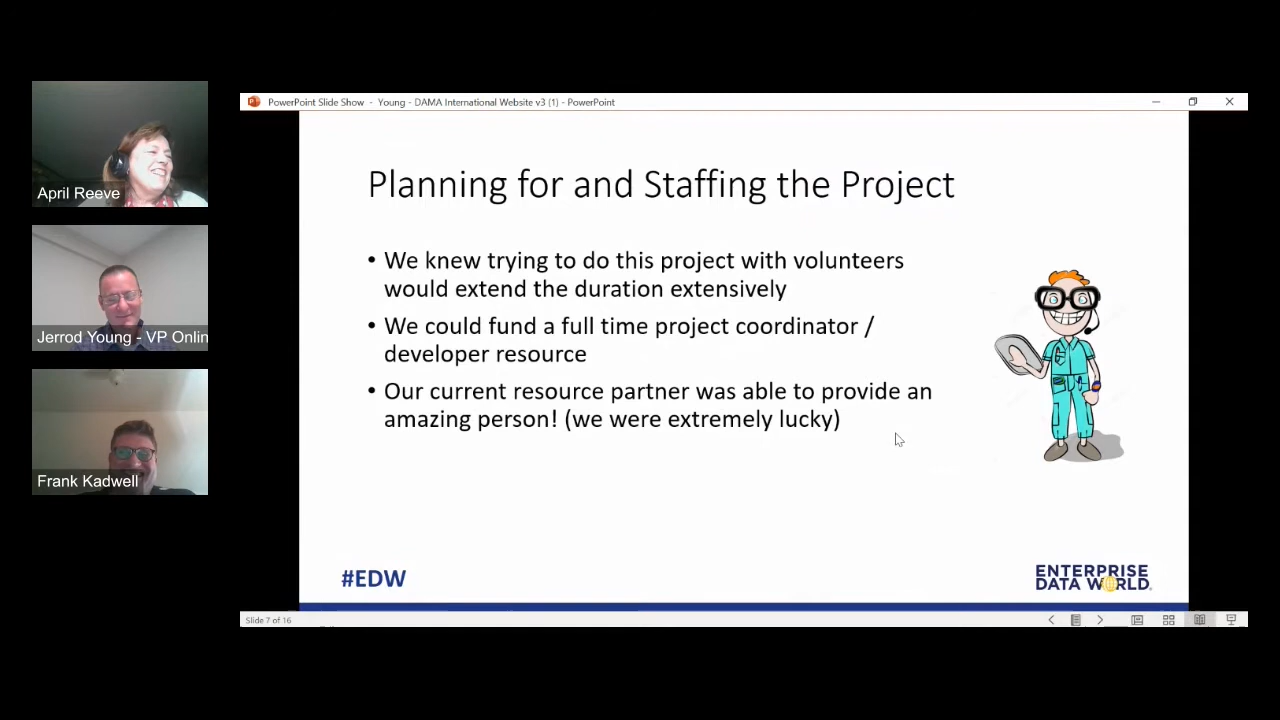 PowerPoint Slide Show - Young - DAMA International Website v3 (1) - PowerPoint
April Reeve
Jerrod Young - VP Onlin
Frank Kadwell
Planning for and Staffing the Project
• We knew trying to do this project with volunteers
would extend the duration extensively
• We could fund a full time project coordinator /
developer resource
• Our current resource partner was able to provide an
amazing person! (we were extremely lucky)
#EDW
ENTERPRISE
DATA WORLD
Slide 7 of 16